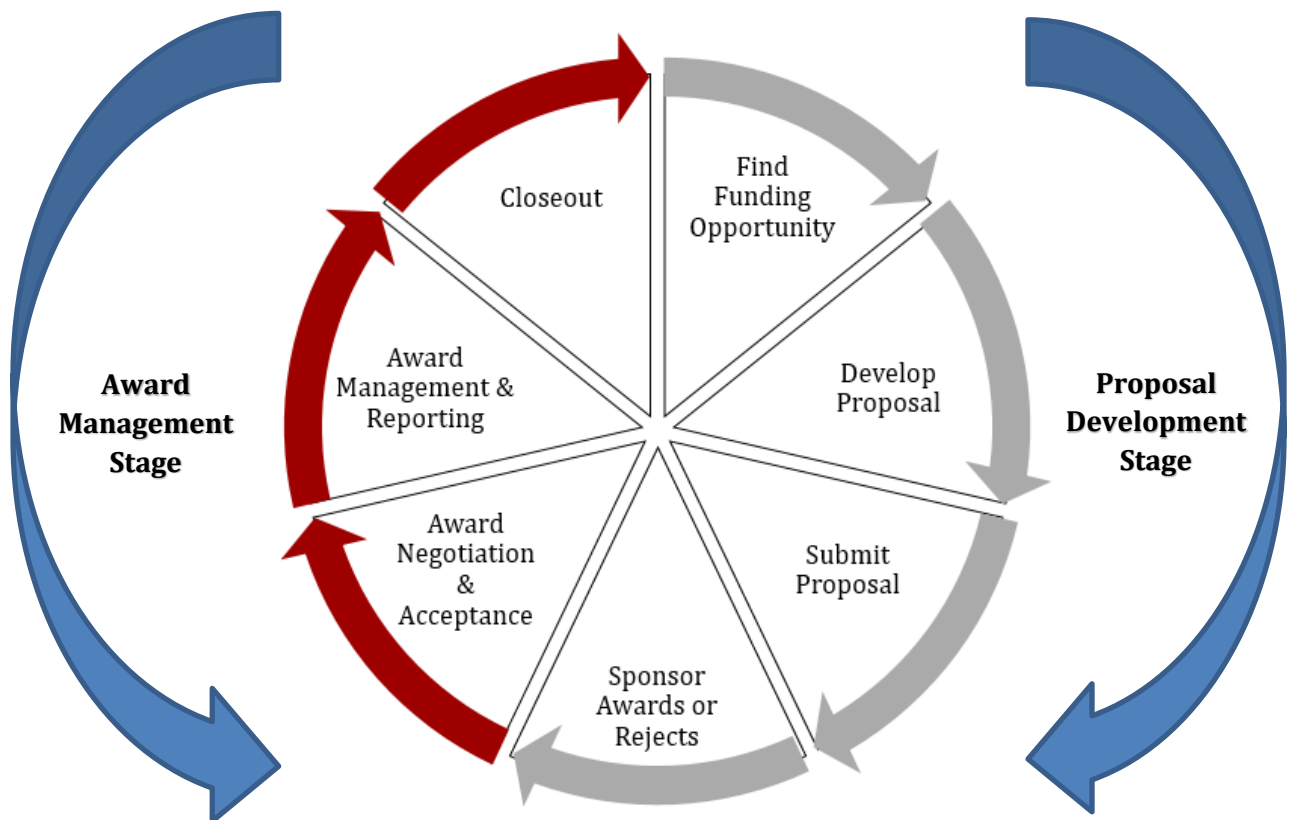 Closeout
Find
Funding
Opportunity
Award
Management &
Reporting
Develop
Proposal
Award
Management
Stage
Proposal
Development
Stage
Award
Negotiation
&
Acceptance
Submit
Proposal
Sponsor
Awards or
Rejects